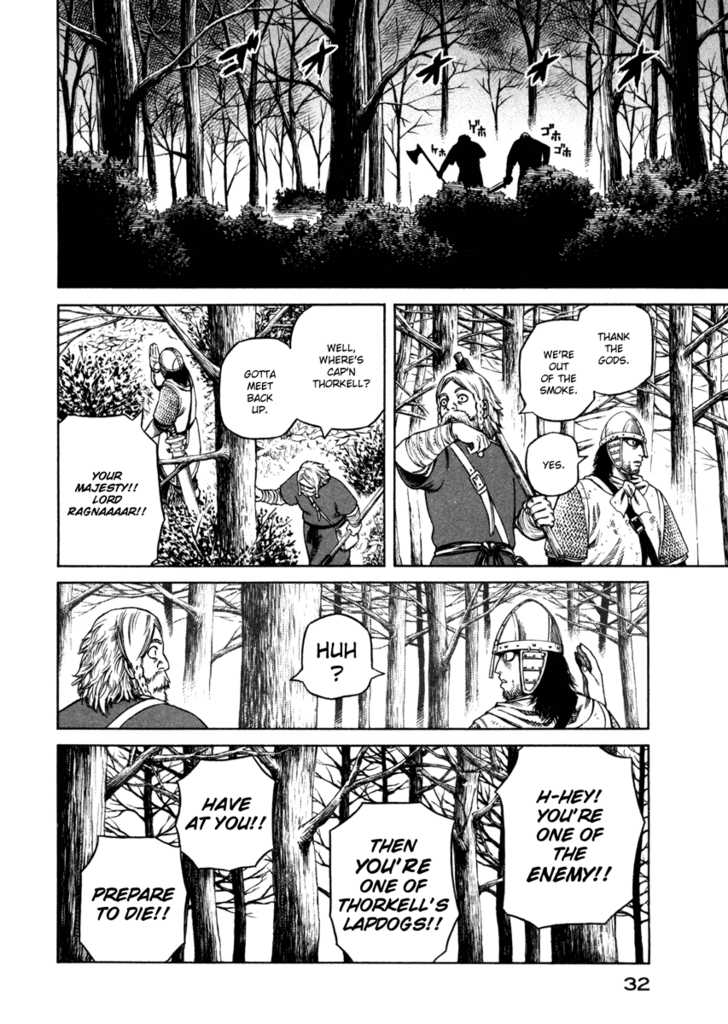 ゴオ
オ
オ
オ
オ
ゲホ
ゲホ
ゴホ
ゴホ
THANK
THE
GODS.
WE'RE
OUT
OF THE
SMOKE.
YES.
WELL,
WHERE'S
CAP'N
THORKELL?
GOTTA
MEET
BACK
UP.
YOUR
MAJESTY!!
LORD
RAGNAAAAR!!
HUH
?
H-HEY!
YOU'RE
ONE OF
THE
ENEMY!!
THEN
YOU'RE
ONE OF
THORKELL'S
LAPDOGS!!
HAVE
AT YOU!!
PREPARE
TO DIE!!
32